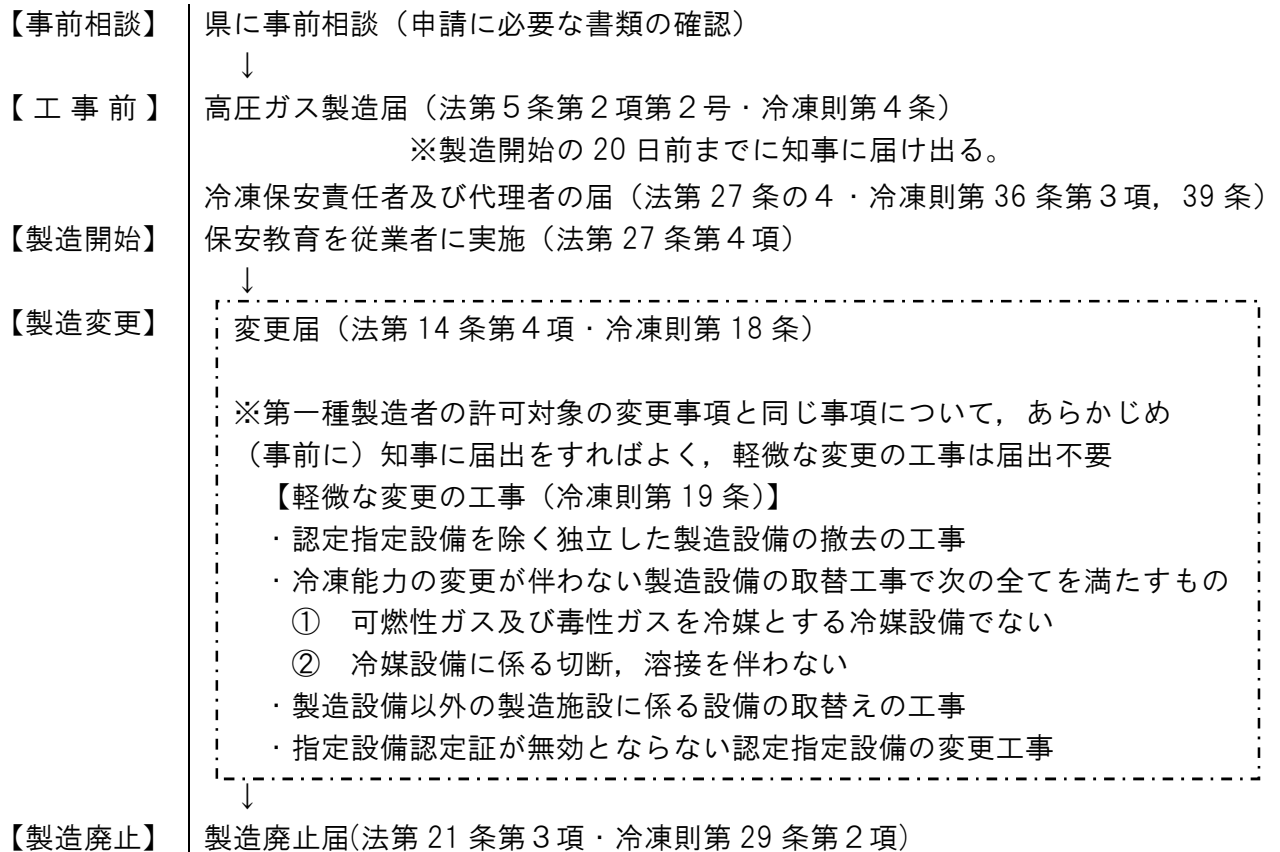 【事前相談】 県に事前相談（申請に必要な書類の確認）
↓
【工事前】 高圧ガス製造届（法第５条第２項第２号・冷凍則第４条）
※製造開始の 20 日前までに知事に届け出る。
冷凍保安責任者及び代理者の届（法第 27 条の４・冷凍則第 36 条第３項，39 条）
【製造開始】 保安教育を従業者に実施（法第 27 条第４項）
↓
【製造変更】 変更届（法第 14 条第４項・冷凍則第 18 条）
※第一種製造者の許可対象の変更事項と同じ事項について，あらかじめ
（事前に）知事に届出をすればよく，軽微な変更の工事は届出不要
【軽微な変更の工事（冷凍則第 19 条）】
・認定指定設備を除く独立した製造設備の撤去の工事
・冷凍能力の変更が伴わない製造設備の取替工事で次の全てを満たすもの
① 可燃性ガス及び毒性ガスを冷媒とする冷媒設備でない
② 冷媒設備に係る切断，溶接を伴わない
・製造設備以外の製造施設に係る設備の取替えの工事
・指定設備認定証が無効とならない認定指定設備の変更工事
↓
【製造廃止】 製造廃止届(法第 21 条第３項・冷凍則第 29 条第２項)